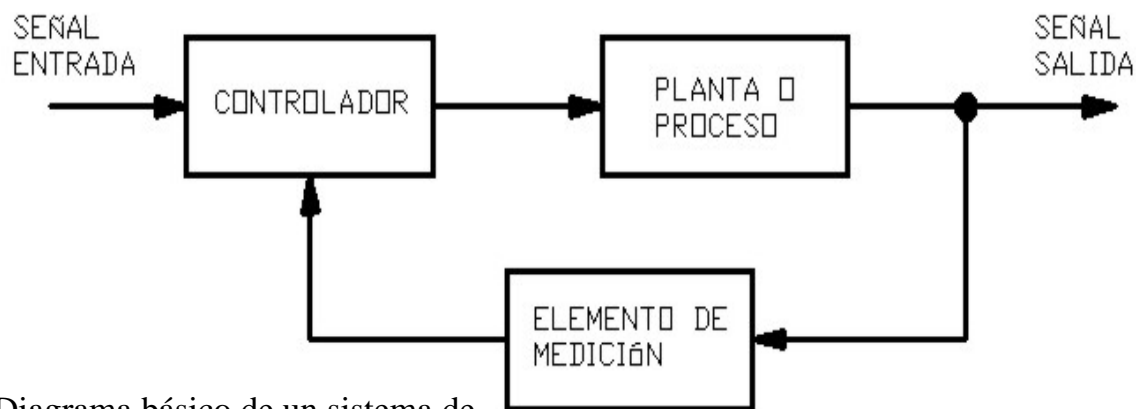 SEÑAL
ENTRADA
CONTROLADOR
PLANTA O
PROCESO
SEÑAL
SALIDA
ELEMENTO DE
MEDICIóN
Diagrama básico de un sistema de